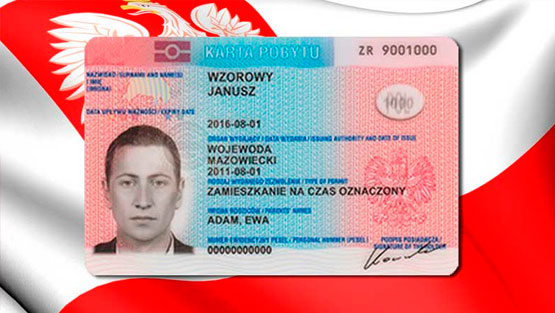 KARTA POBYTU
ZR 9001000
NAZWISKO/SURNAME AND NAME(S)
I IMIĘ
WZOROWY
JANUSZ
DATA UPŁYWU WAŻNOŚCI/EXPIRY DATE
2016-08-01
ORGAN WYDAJĄCY/DATA WYDANIA/ISSUING AUTHORITY AND DATE OF ISSUE
WOJEWODA
MAZOWIECKI
2011-08-01
RODZAJ WYDANEGO ZEZWOLENIA/TYPE OF PERMIT
ZAMIESZKANIE NA CZAS OZNACZONY
IMIONA RODZICÓW/PARENTS' NAMES
ADAM, EWA
NUMER EWIDENCYJNY PESEL/PERSONAL NUMBER (PESEL)
00000000000
PODPIS POSIADACZA/
SIGNATURE OF THE HOLDER